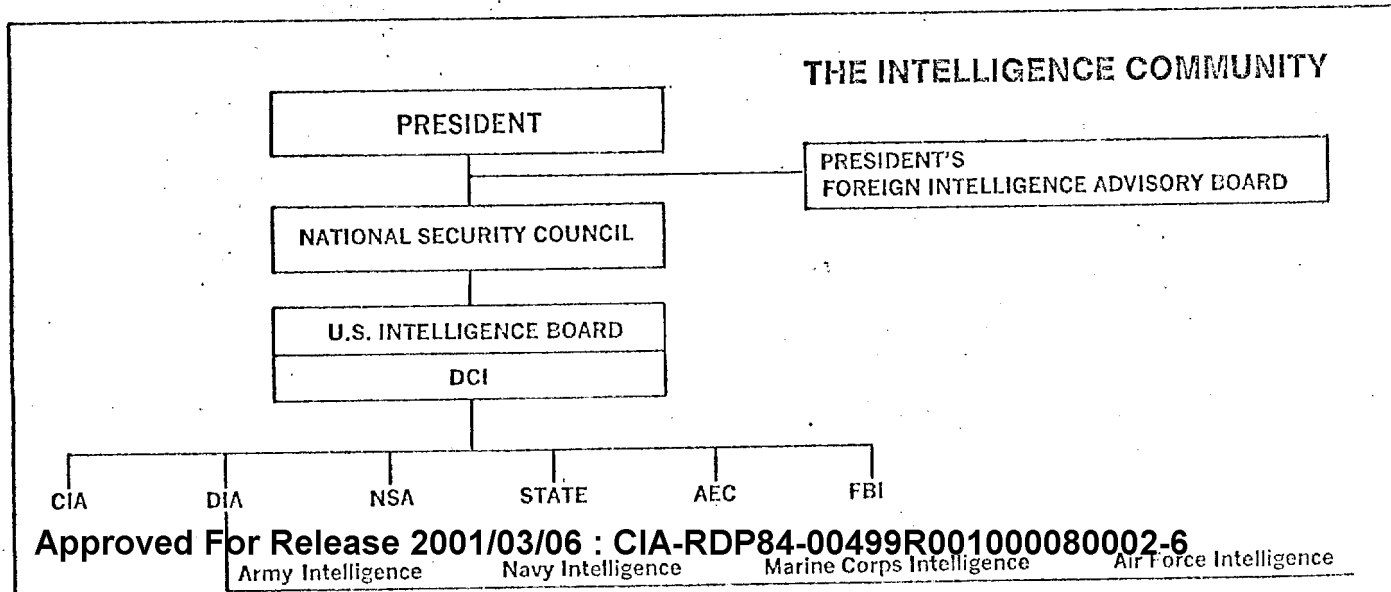 THE INTELLIGENCE COMMUNITY
PRESIDENT
PRESIDENT'S
FOREIGN INTELLIGENCE ADVISORY BOARD
NATIONAL SECURITY COUNCIL
U.S. INTELLIGENCE BOARD
DCI
CIA DIA NSA STATE AEC FBI
Approved For Release 2001/03/06 : CIA-RDP84-00499R001000080002-6
Army Intelligence Navy Intelligence Marine Corps Intelligence Air Force Intelligence